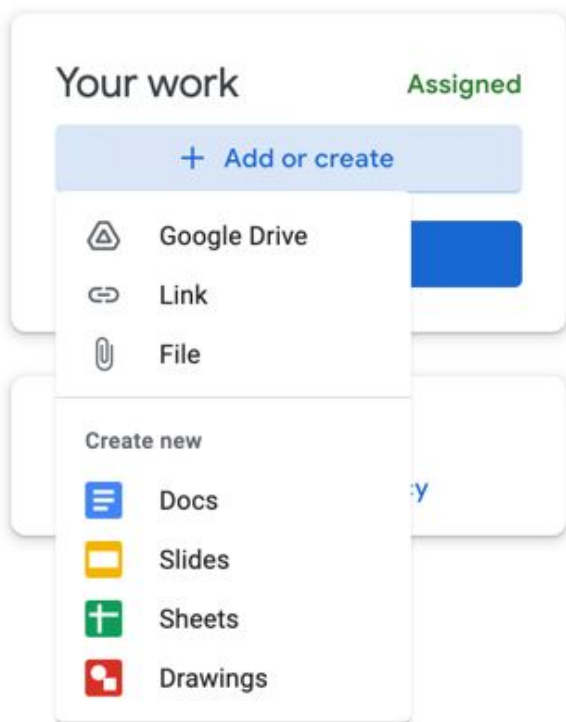 Your work
Assigned
+ Add or create
Google Drive
Link
File
Create new
Docs
Slides
Sheets
Drawings